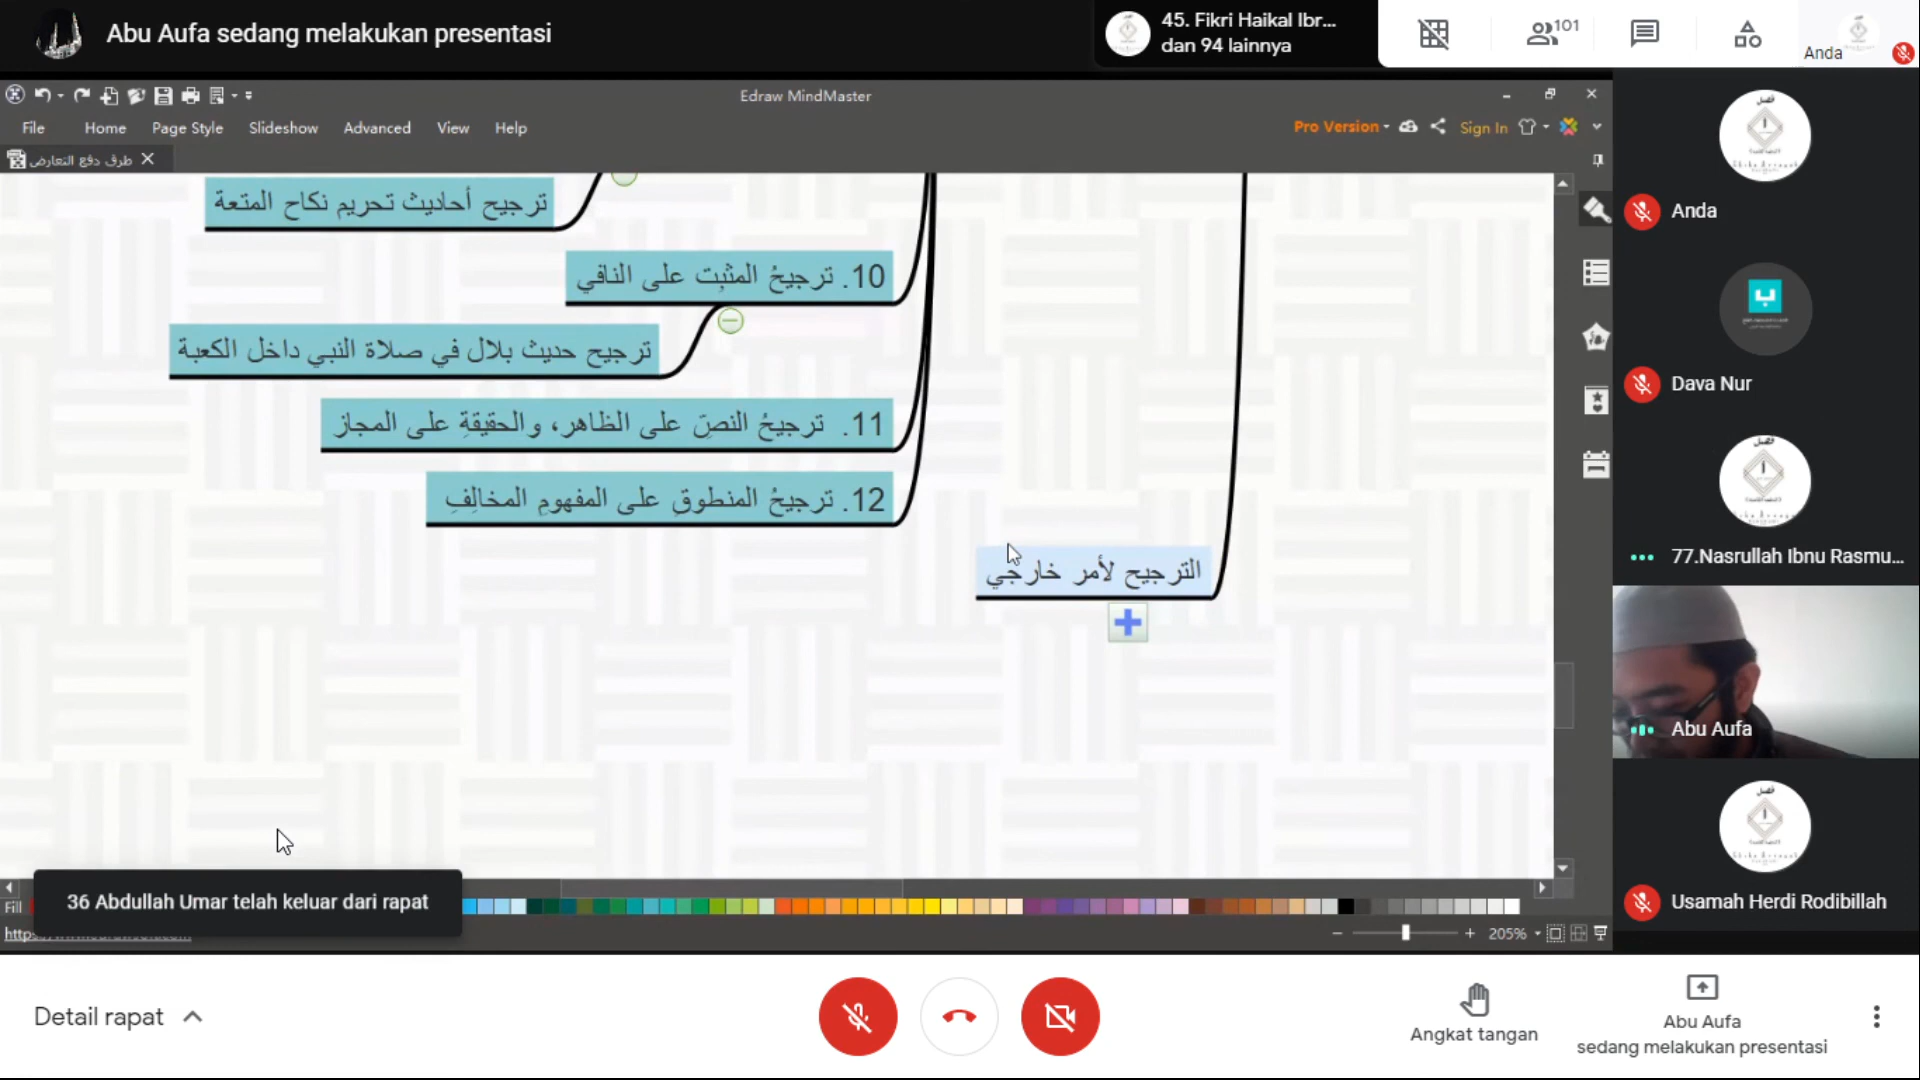 Abu Aufa sedang melakukan presentasi
45. Fikri Haikal Ibr...
dan 94 lainnya
101
Anda
Edraw MindMaster
File Home Page Style Slideshow Advanced View Help
Pro Version
Sign In
طرق دفع التعارض
ترجيح أحاديث تحريم نكاح المتعة
10. ترجيحُ المثبِت على النافي
ترجيح حديث بلال في صلاة النبي داخل الكعبة
11. ترجيحُ النصِّ على الظاهر، والحقيقةِ على المجاز
12. ترجيحُ المنطوقِ على المفهومِ المخالِفِ
الترجيح لأمر خارجي
Anda
Dava Nur
77.Nasrullah Ibnu Rasmu...
Abu Aufa
Usamah Herdi Rodibillah
36 Abdullah Umar telah keluar dari rapat
Fill
205%
Detail rapat
Angkat tangan
Abu Aufa
sedang melakukan presentasi